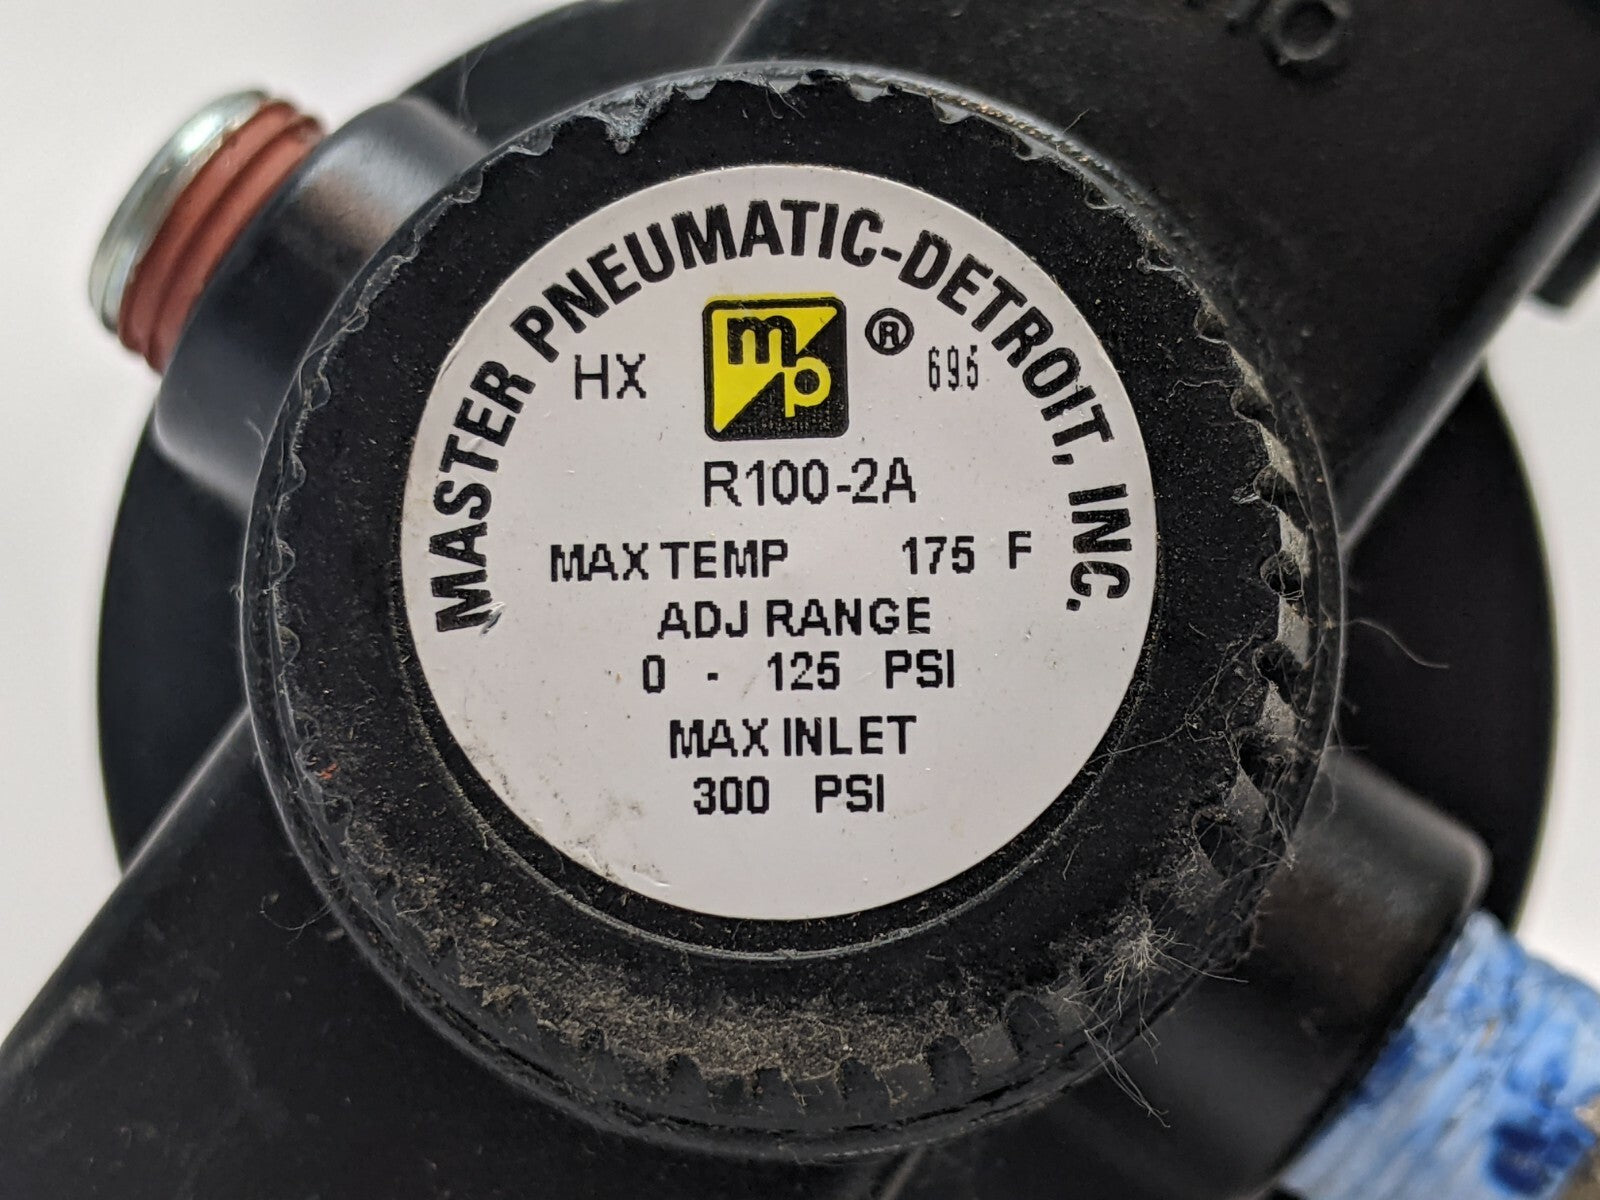 MASTER PNEUMATIC-DETROIT, INC.
HX mp ® 695
R100-2A
MAX TEMP 175 F
ADJ RANGE
0 - 125 PSI
MAX INLET
300 PSI